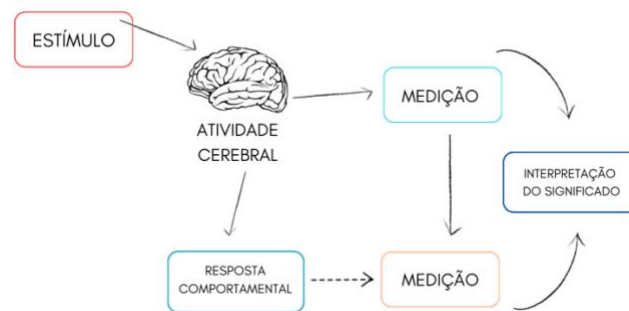 ESTÍMULO
ATIVIDADE
CEREBRAL
MEDIÇÃO
INTERPRETAÇÃO
DO SIGNIFICADO
RESPOSTA
COMPORTAMENTAL
MEDIÇÃO